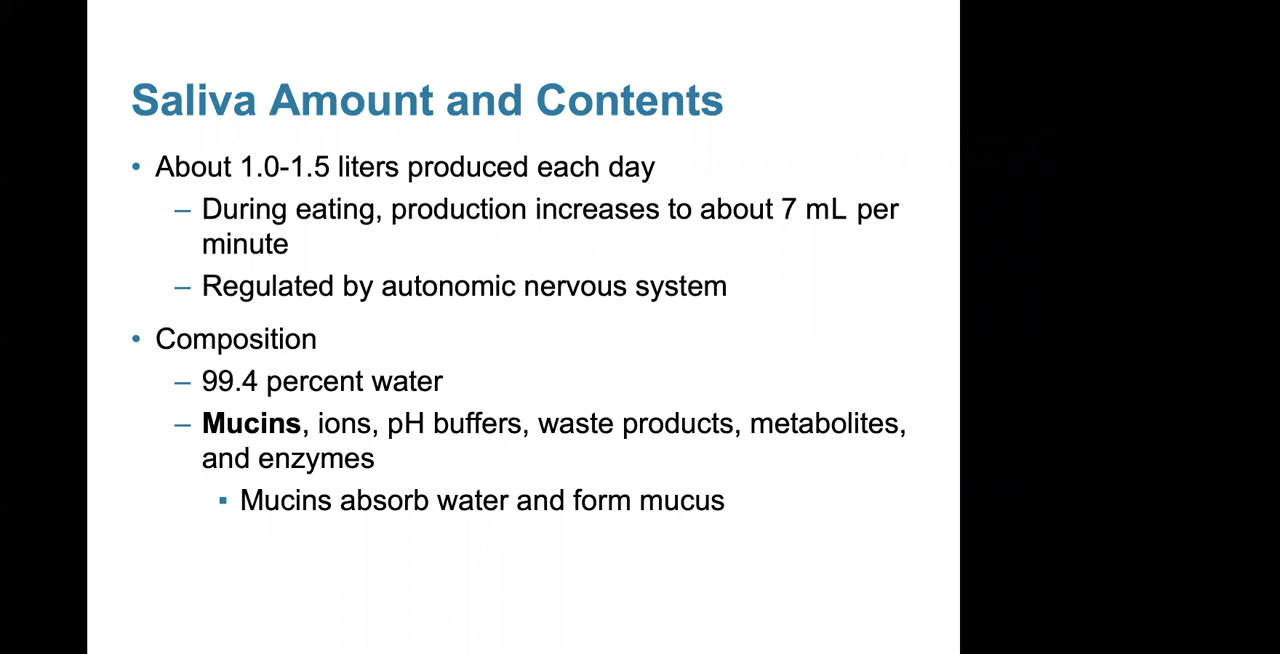 Saliva Amount and Contents
• About 1.0-1.5 liters produced each day
– During eating, production increases to about 7 mL per
minute
– Regulated by autonomic nervous system
• Composition
– 99.4 percent water
– Mucins, ions, pH buffers, waste products, metabolites,
and enzymes
▪ Mucins absorb water and form mucus